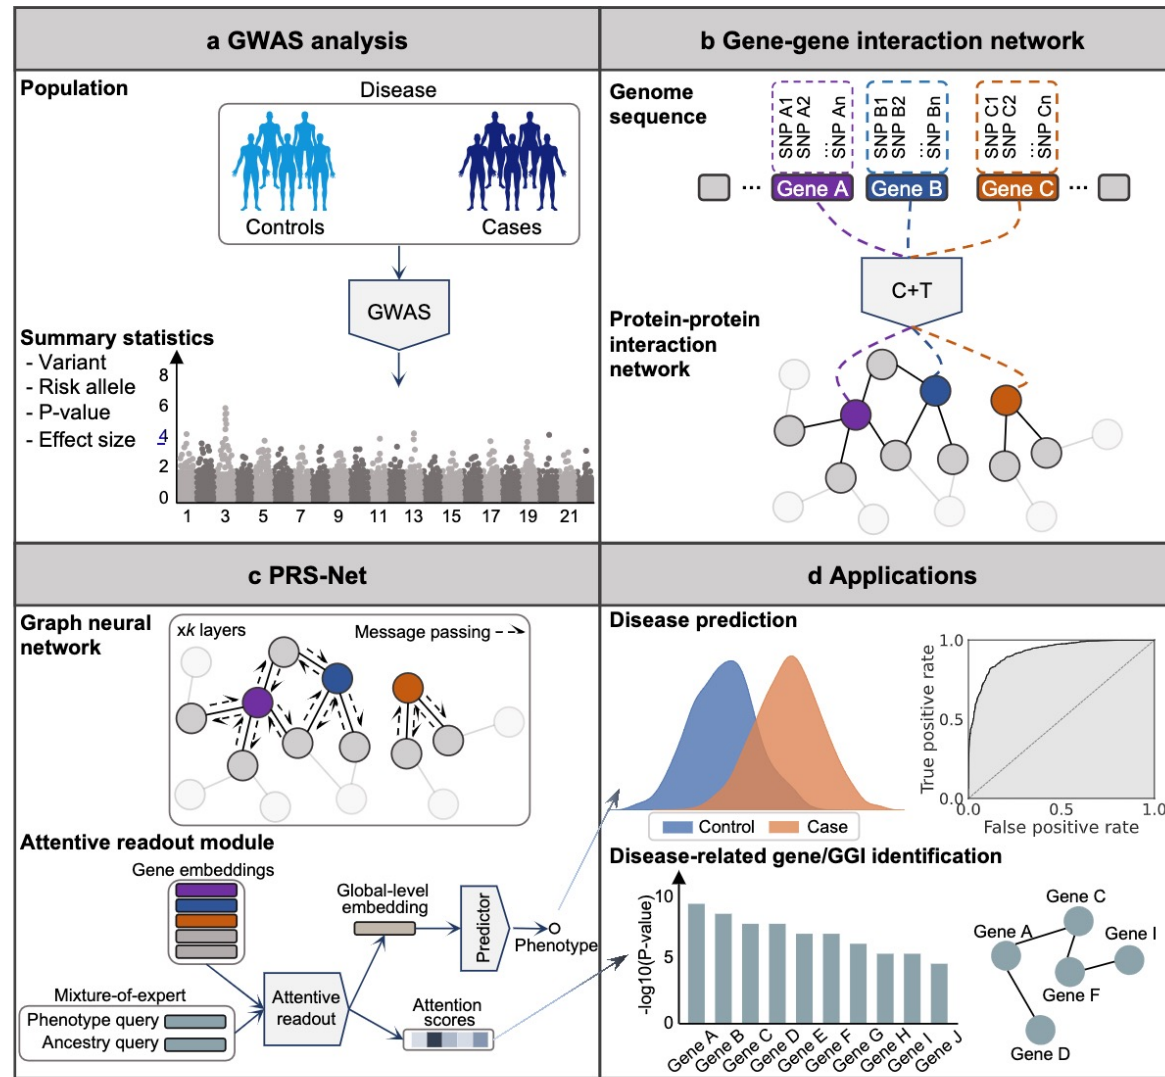 a GWAS analysis
Population
Disease
Controls
Cases
GWAS
Summary statistics
- Variant
- Risk allele
- P-value
- Effect size
8
6
4
2
0
1 3 5 7 9 11 13 15 17 19 21
b Gene-gene interaction network
Genome
sequence
SNP A1
SNP A2
...
SNP An
SNP B1
SNP B2
...
SNP Bn
SNP C1
SNP C2
...
SNP Cn
... Gene A Gene B Gene C ...
C+T
Protein-protein
interaction
network
c PRS-Net
Graph neural
network
xk layers
Message passing
Attentive readout module
Gene embeddings
Mixture-of-expert
Phenotype query
Ancestry query
Attentive
readout
Global-level
embedding
Predictor
Phenotype
Attention
scores
d Applications
Disease prediction
Control Case
True positive rate
1.0
0.5
0.0
0.0 0.5 1.0
False positive rate
Disease-related gene/GGI identification
-log10(P-value)
10
5
0
Gene A
Gene B
Gene C
Gene D
Gene E
Gene F
Gene G
Gene H
Gene I
Gene J
Gene C
Gene A
Gene I
Gene F
Gene D